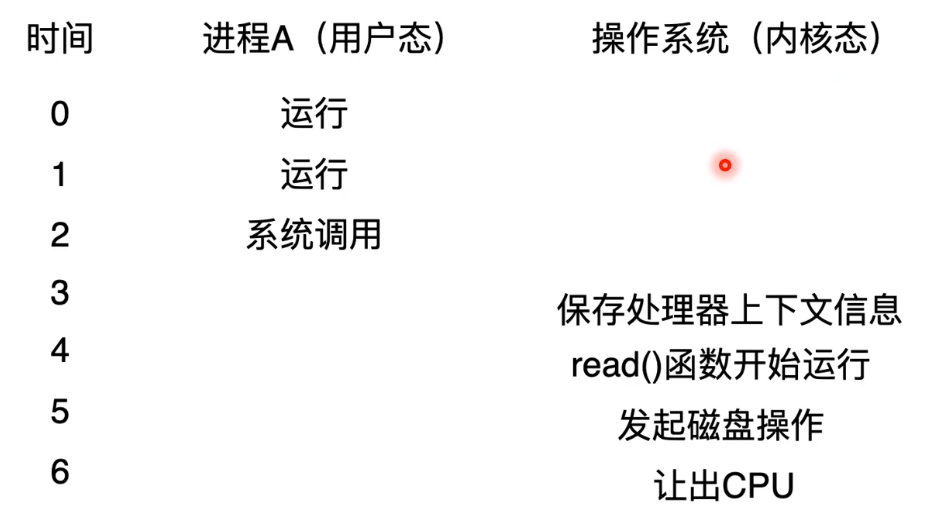 时间 进程A（用户态） 操作系统（内核态）
0 运行
1 运行
2 系统调用
3 保存处理器上下文信息
4 read()函数开始运行
5 发起磁盘操作
6 让出CPU